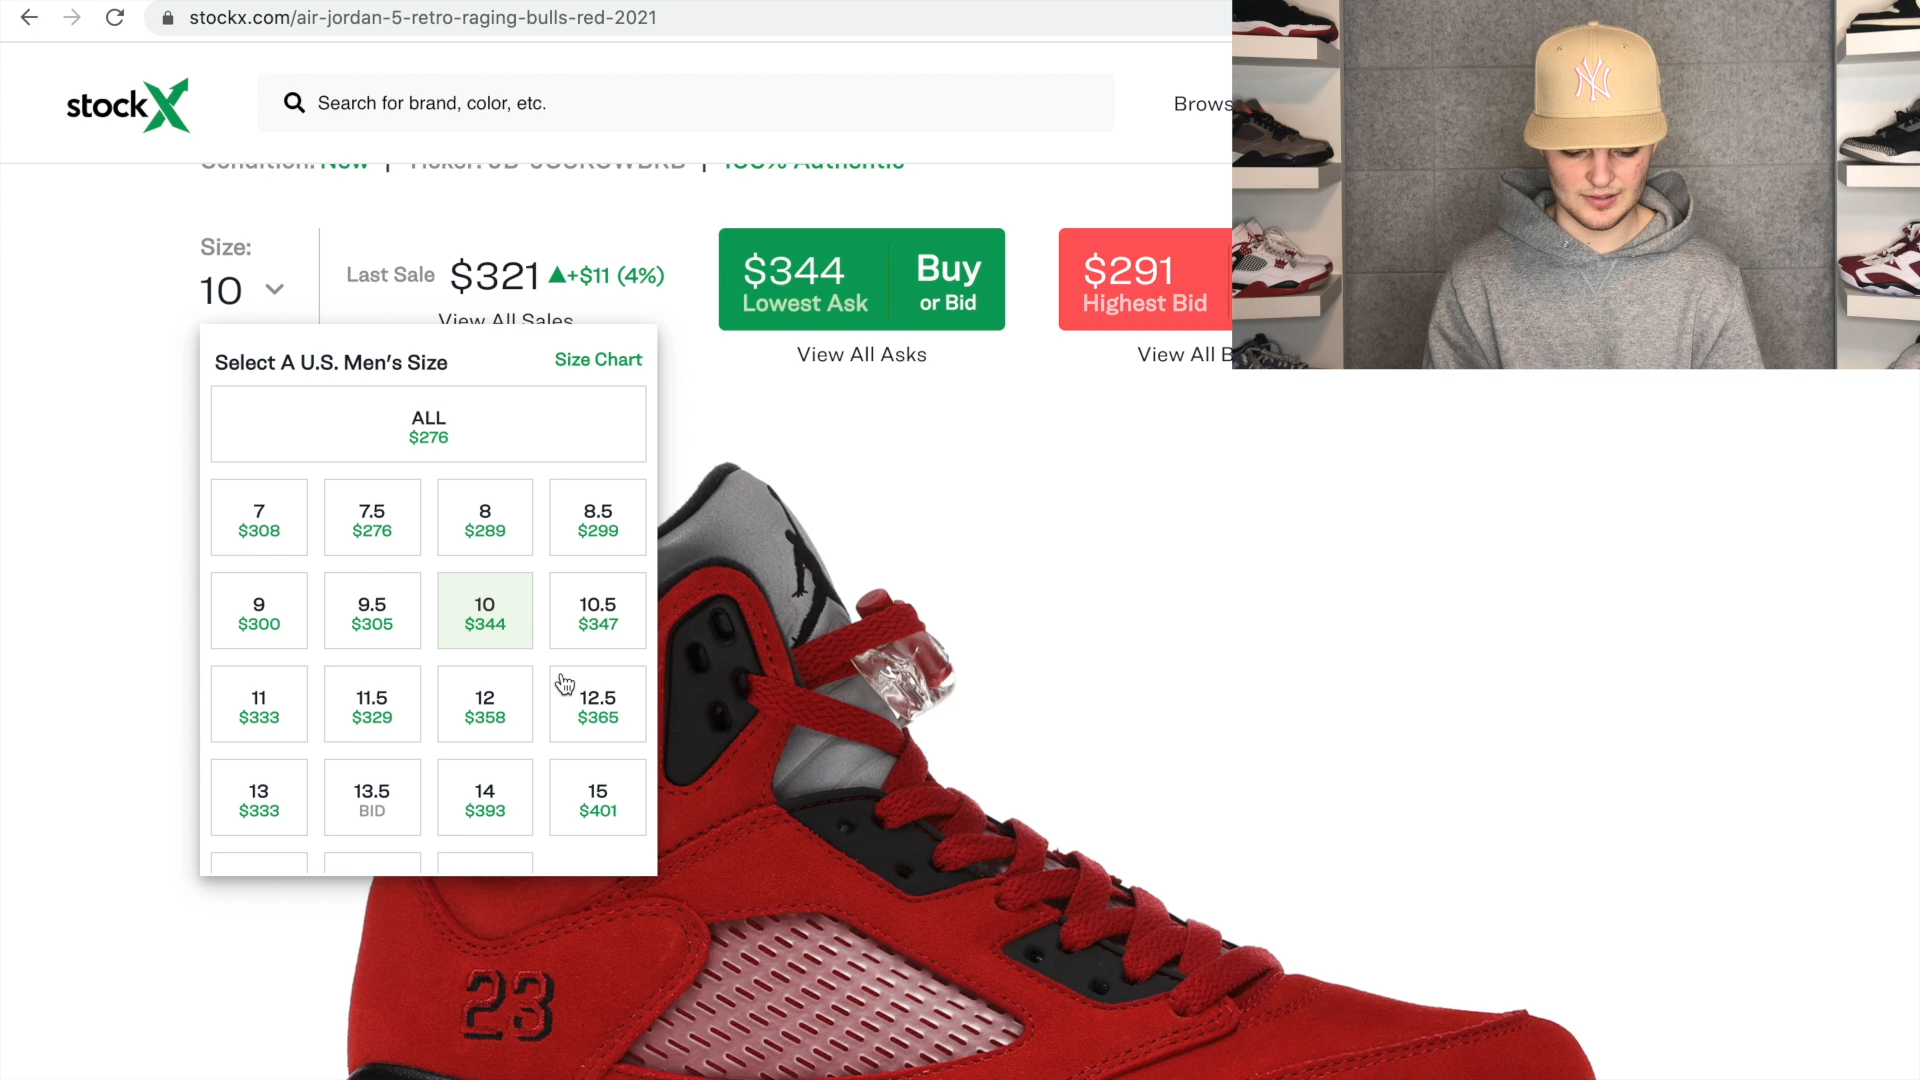 stockx.com/air-jordan-5-retro-raging-bulls-red-2021
stockX
Search for brand, color, etc.
Brows
Condition: New | 100% Authentic
Size:
10
Last Sale $321 ▲+$11 (4%)
View All Sales
$344
Lowest Ask
Buy
or Bid
View All Asks
$291
Highest Bid
View All B
NY
Select A U.S. Men's Size
Size Chart
ALL
$276
7
$308
7.5
$276
8
$289
8.5
$299
9
$300
9.5
$305
10
$344
10.5
$347
11
$333
11.5
$329
12
$358
12.5
$365
13
$333
13.5
BID
14
$393
15
$401
23